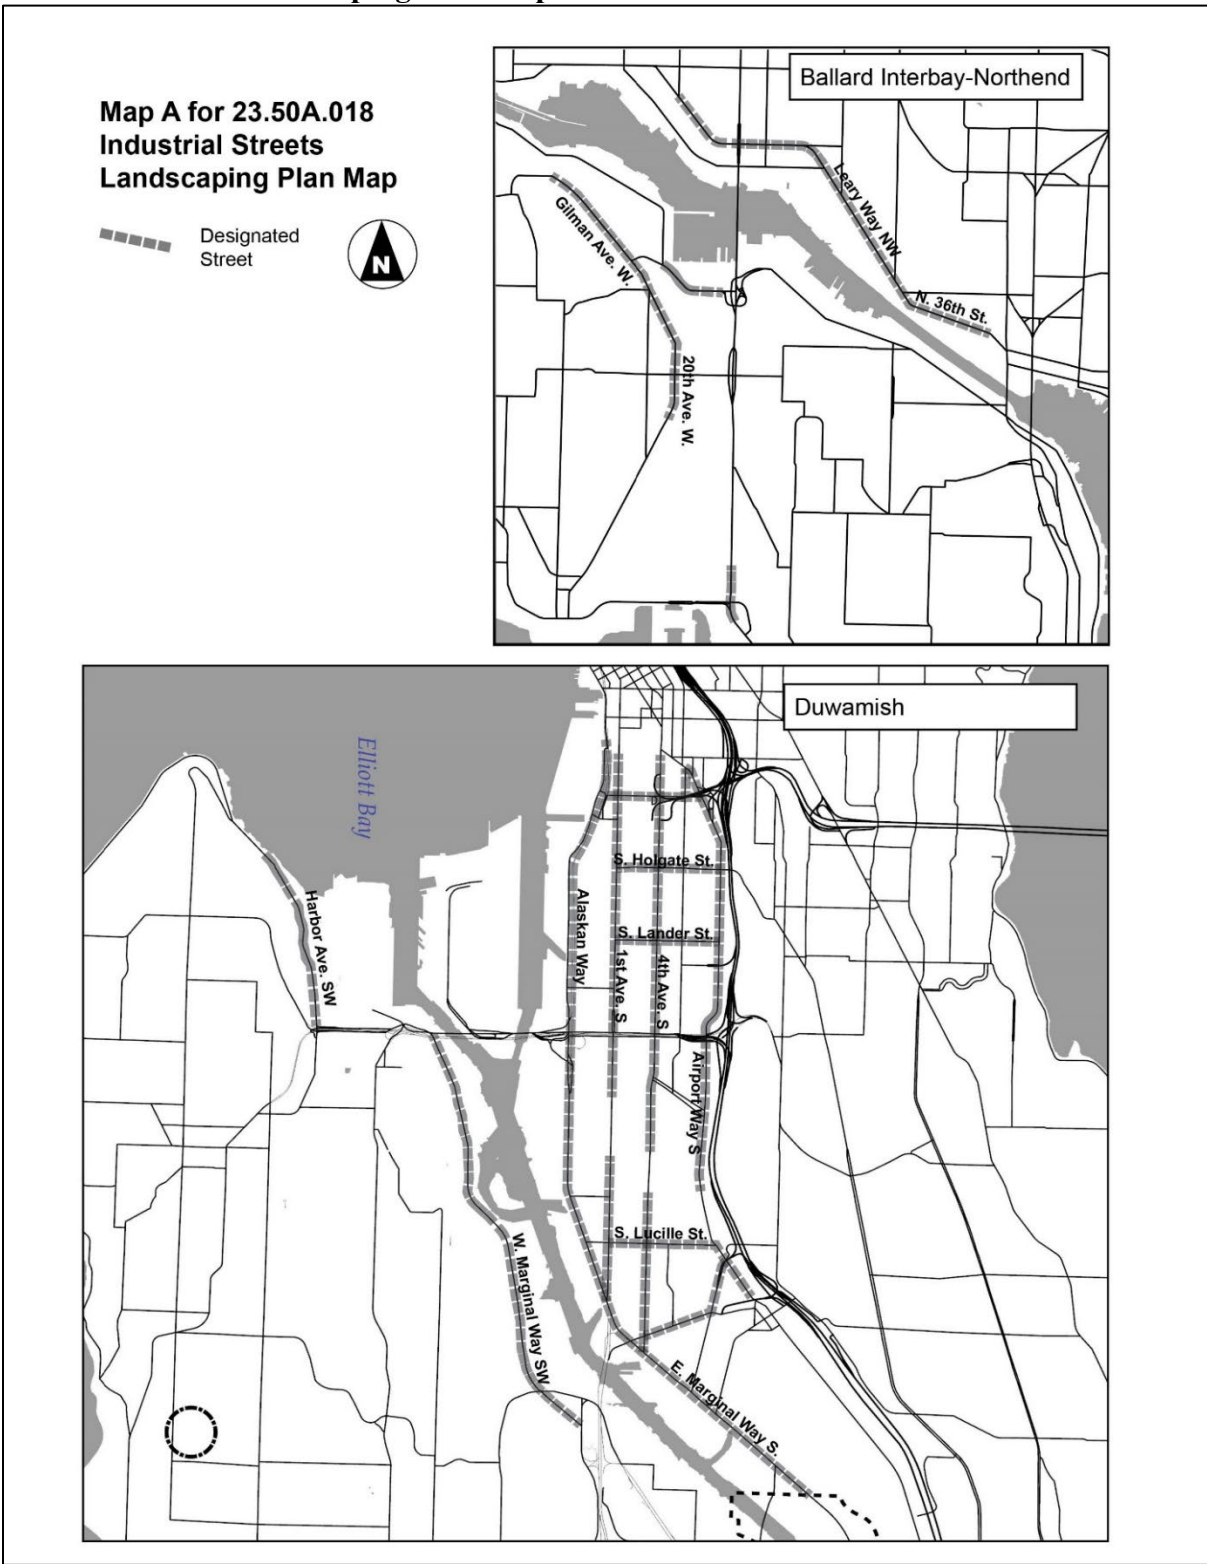 Map A for 23.50A.018
Industrial Streets
Landscaping Plan Map
Designated
Street
N
Ballard Interbay-Northend
Leary Way NW
Gilman Ave. W.
N. 36th St.
20th Ave. W.
Duwamish
Elliott Bay
S. Holgate St.
Harbor Ave. SW
Alaskan Way
S. Lander St.
1st Ave. S
4th Ave. S
Airport Way S
S. Lucille St.
W. Marginal Way SW
E. Marginal Way S.